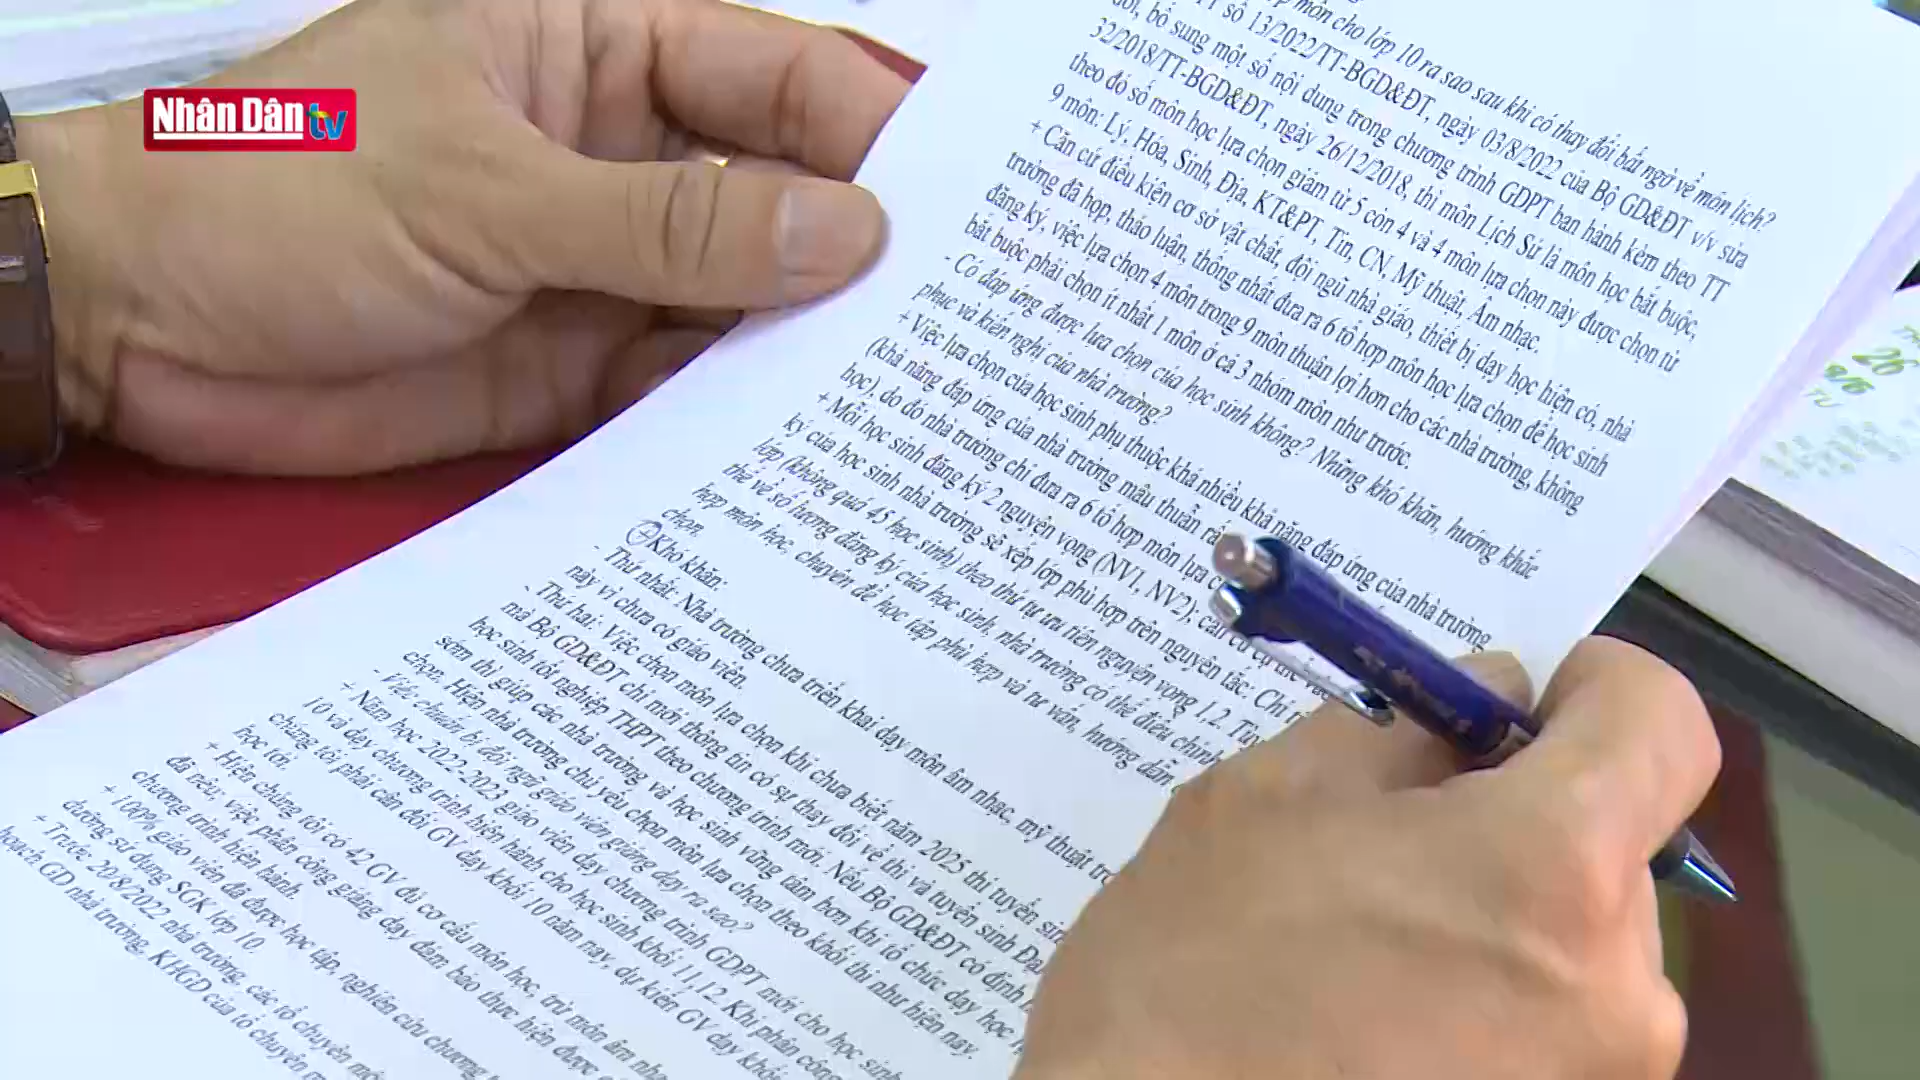 Nhân Dân tv
môn cho lớp 10 ra sao sau khi có thay đổi bất ngờ về môn lịch?
số 13/2022/TT-BGD&ĐT, ngày 03/8/2022 của Bộ GD&ĐT v/v sửa
đổi, bổ sung một số nội dung trong chương trình GDPT ban hành kèm theo TT
32/2018/TT-BGD&ĐT, ngày 26/12/2018, thì môn Lịch Sử là môn học bắt buộc,
theo đó số môn học lựa chọn giảm từ 5 còn 4 và 4 môn lựa chọn này được chọn từ
9 môn: Lý, Hóa, Sinh, Địa, KT&PT, Tin, CN, Mỹ thuật, Âm nhạc.
+ Căn cứ điều kiện cơ sở vật chất, đội ngũ nhà giáo, thiết bị dạy học hiện có, nhà
trường đã họp, thảo luận, thống nhất đưa ra 6 tổ hợp môn học lựa chọn để học sinh
đăng ký, việc lựa chọn 4 môn trong 9 môn thuận lợi hơn cho các nhà trường, không
bắt buộc phải chọn ít nhất 1 môn ở cả 3 nhóm môn như trước.
- Có đáp ứng được lựa chọn của học sinh không? Những khó khăn, hướng khắc
phục và kiến nghị của nhà trường?
+ Việc lựa chọn của học sinh phụ thuộc khá nhiều khả năng đáp ứng của nhà trường
(khả năng đáp ứng của nhà trường mâu thuẫn
học), do đó nhà trường chỉ đưa ra 6 tổ hợp môn lựa
+ Mỗi học sinh đăng ký 2 nguyện vọng (NV1, NV2); căn cứ
ký của học sinh nhà trường sẽ xếp lớp phù hợp trên nguyên tắc: Chỉ
lớp (không quá 45 học sinh) theo thứ tự ưu tiên nguyện vọng 1,2. Tùy
thể về số lượng đăng ký của học sinh, nhà trường có thể điều chỉnh
hợp môn học, chuyên đề học tập phù hợp và tư vấn, hướng dẫn
chọn.
+ Khó khăn:
- Thứ nhất: Nhà trường chưa triển khai dạy môn âm nhạc, mỹ thuật
này vì chưa có giáo viên.
- Thứ hai: Việc chọn môn lựa chọn khi chưa biết năm 2025 thi tuyển
học sinh tốt nghiệp THPT theo chương trình mới. Nếu Bộ GD&ĐT có định
mà Bộ GD&ĐT chỉ mới thông tin có sự thay đổi về thi và tuyển sinh Đại
sớm thì giúp các nhà trường và học sinh vững tâm hơn khi tổ chức dạy học
chọn. Hiện nhà trường chủ yếu chọn môn lựa chọn theo khối thi như hiện nay.
- Việc chuẩn bị đội ngũ giáo viên giảng dạy ra sao?
+ Năm học 2022-2023 giáo viên dạy chương trình GDPT mới cho học sinh
10 và dạy chương trình hiện hành cho học sinh khối 11,12. Khi phân công
chúng tôi phải cân đối GV dạy khối 10 năm nay, dự kiến GV dạy khối
học tới.
+ Hiện chúng tôi có 42 GV đủ cơ cấu môn học, trừ môn âm
đã nêu, việc phân công giảng dạy đảm bảo thực hiện được
chương trình hiện hành.
+ 100% giáo viên đã được học tập, nghiên cứu chương
dưỡng sử dụng SGK lớp 10.
+ Trước 20/8/2022 nhà trường, các tổ chuyên
hoạch GD nhà trường, KHGD của tổ chuyên
26